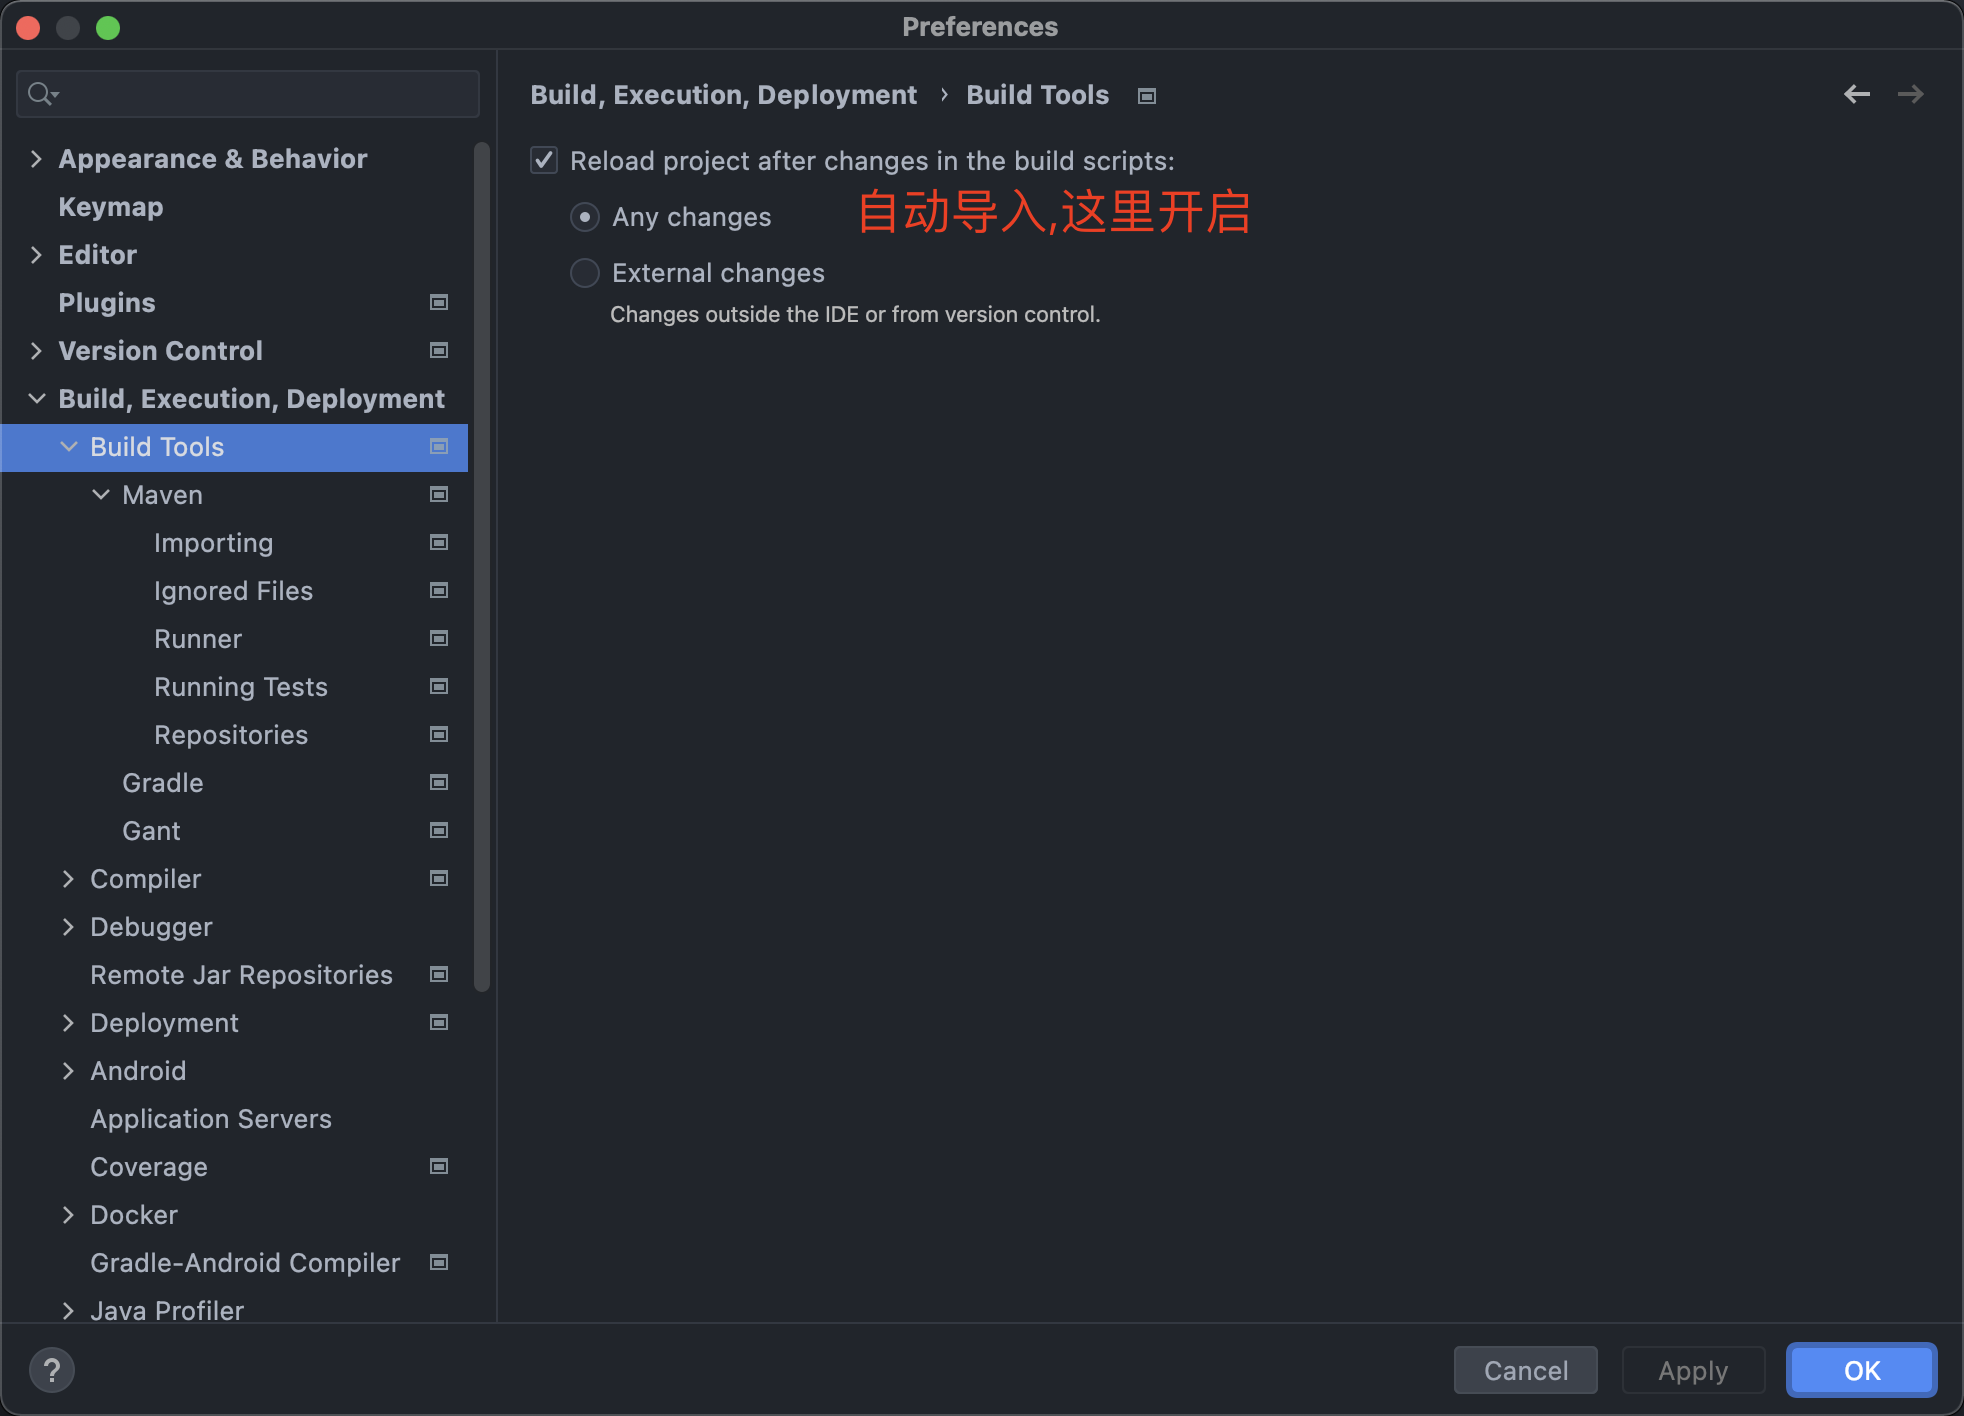 Preferences
Build, Execution, Deployment › Build Tools
Reload project after changes in the build scripts:
Any changes
自动导入,这里开启
External changes
Changes outside the IDE or from version control.
Appearance & Behavior
Keymap
Editor
Plugins
Version Control
Build, Execution, Deployment
Build Tools
Maven
Importing
Ignored Files
Runner
Running Tests
Repositories
Gradle
Gant
Compiler
Debugger
Remote Jar Repositories
Deployment
Android
Application Servers
Coverage
Docker
Gradle-Android Compiler
Java Profiler
?
Cancel
Apply
OK